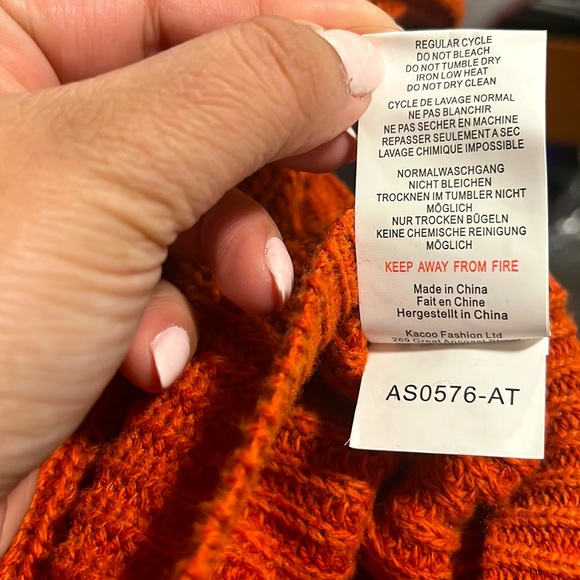 REGULAR CYCLE
DO NOT BLEACH
DO NOT TUMBLE DRY
IRON LOW HEAT
DO NOT DRY CLEAN
CYCLE DE LAVAGE NORMAL
NE PAS BLANCHIR
NE PAS SECHER EN MACHINE
REPASSER SEULEMENT A SEC
LAVAGE CHIMIQUE IMPOSSIBLE
NORMALWASCHGANG
NICHT BLEICHEN
TROCKNEN IM TUMBLER NICHT
MÖGLICH
NUR TROCKEN BÜGELN
KEINE CHEMISCHE REINIGUNG
MÖGLICH
KEEP AWAY FROM FIRE
Made in China
Fait en Chine
Hergestellt in China
Kacoo Fashion Ltd
269 Great
AS0576-AT